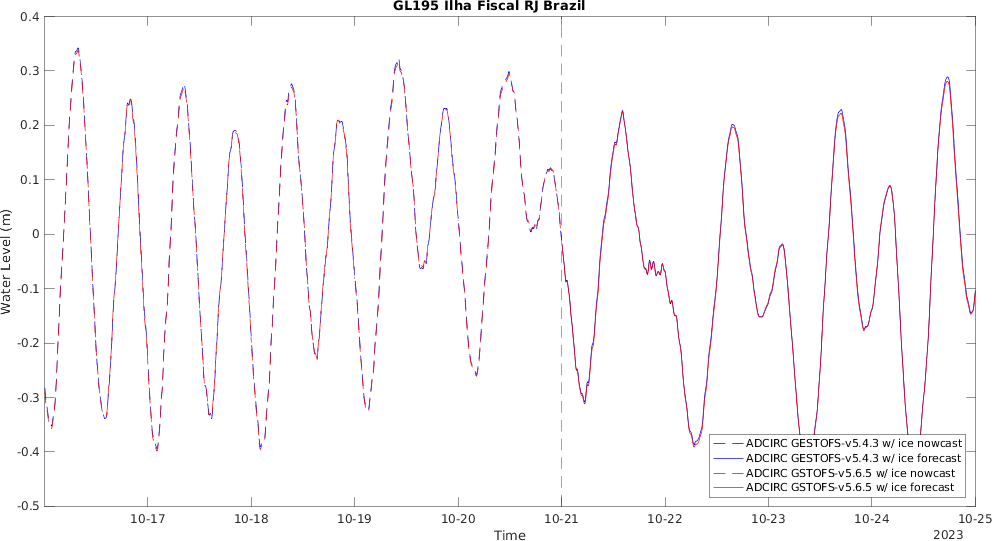 GL195 Ilha Fiscal RJ Brazil
0.4
0.3
0.2
0.1
0
-0.1
-0.2
-0.3
-0.4
-0.5
Water Level (m)
ADCIRC GESTOFS-v5.4.3 w/ ice nowcast
ADCIRC GESTOFS-v5.4.3 w/ ice forecast
ADCIRC GSTOFS-v5.6.5 w/ ice nowcast
ADCIRC GSTOFS-v5.6.5 w/ ice forecast
10-17 10-18 10-19 10-20 10-21 10-22 10-23 10-24 10-25
Time
2023